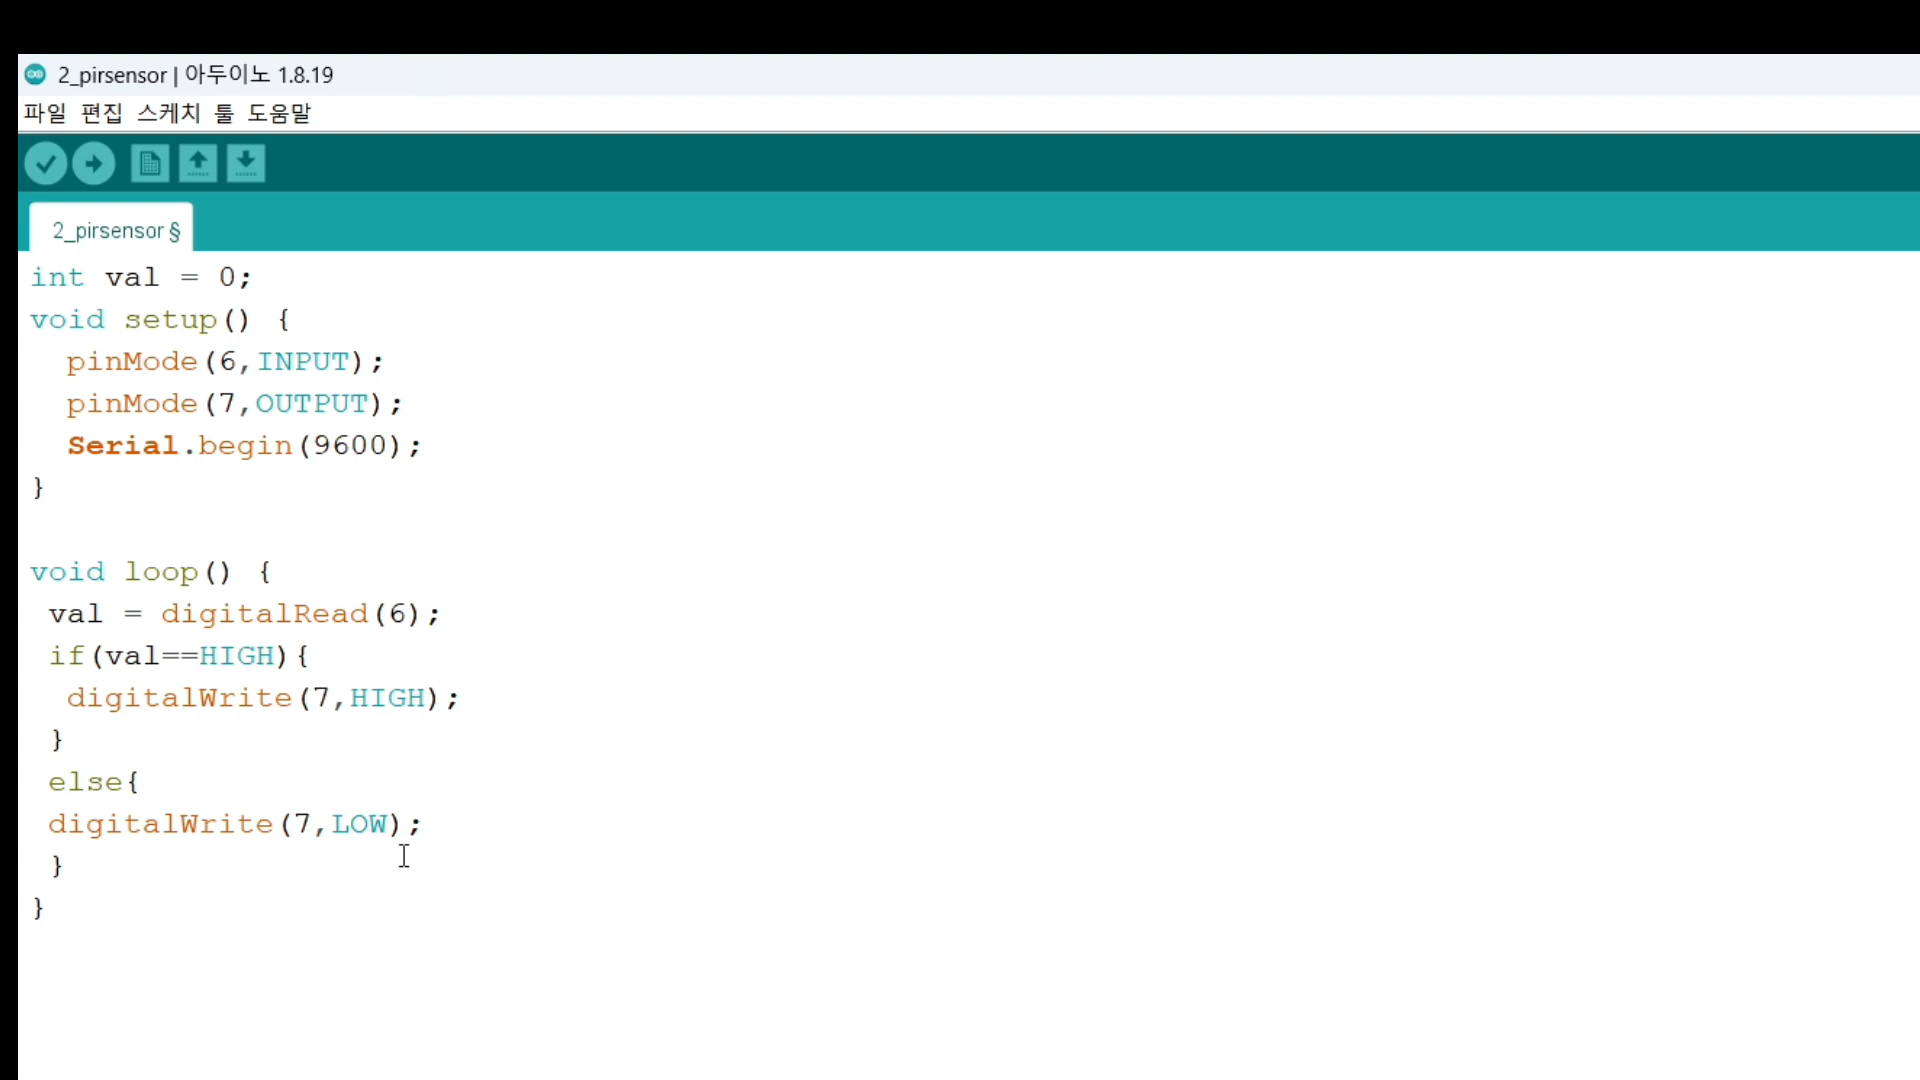 2_pirsensor | 아두이노 1.8.19
파일 편집 스케치 툴 도움말
2_pirsensor §
int val = 0;
void setup() {
  pinMode(6,INPUT);
  pinMode(7,OUTPUT);
  Serial.begin(9600);
}

void loop() {
 val = digitalRead(6);
 if(val==HIGH){
  digitalWrite(7,HIGH);
 }
 else{
 digitalWrite(7,LOW);
 }
}